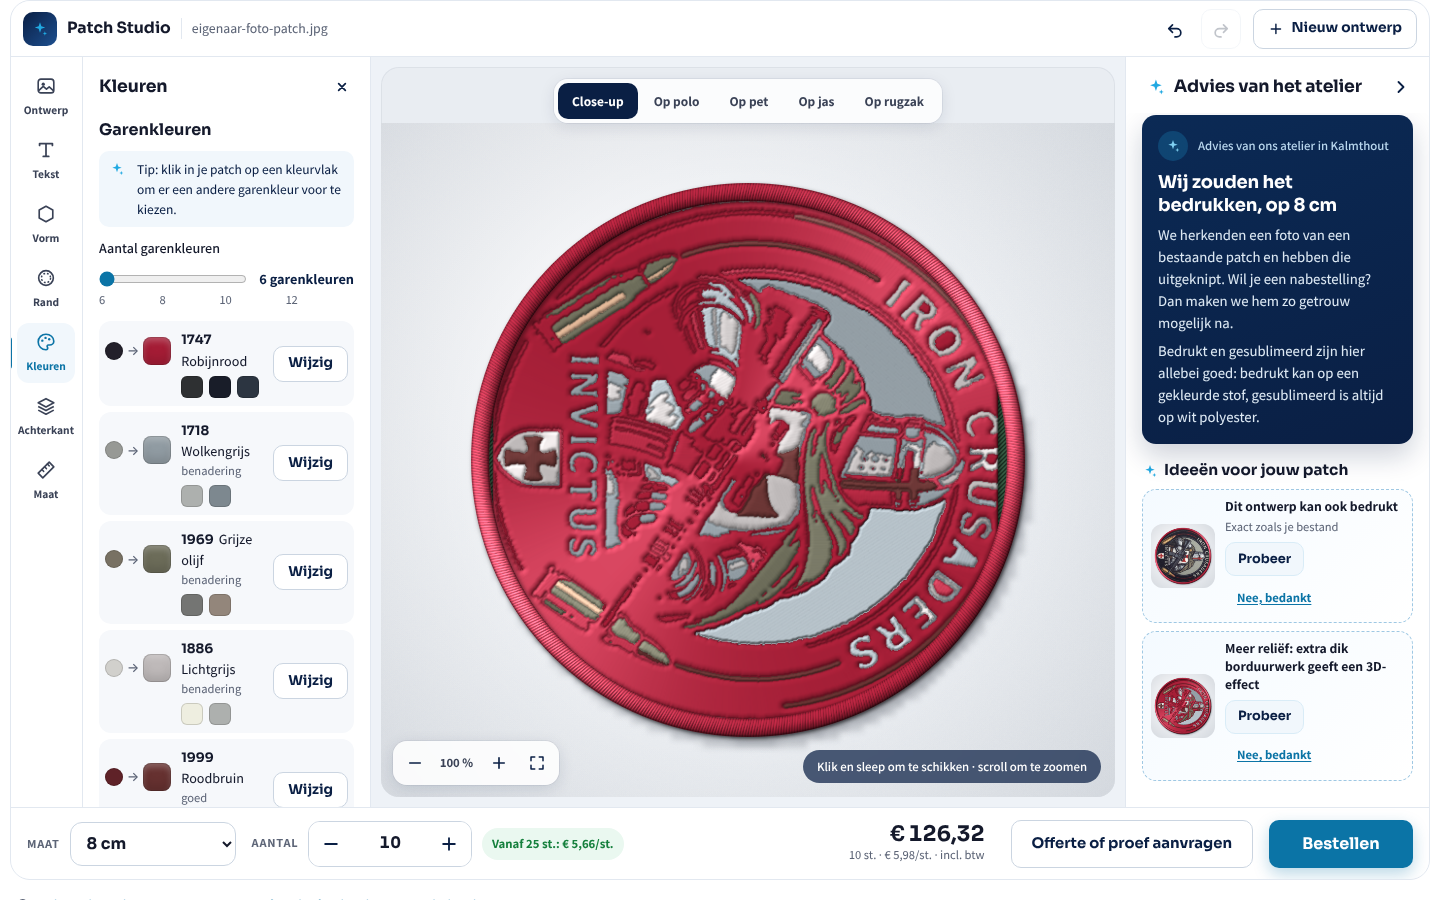 Patch Studio
eigenaar-foto-patch.jpg
Nieuw ontwerp
Ontwerp
Tekst
Vorm
Rand
Kleuren
Achterkant
Maat
Kleuren
Garenkleuren
Tip: klik in je patch op een kleurvlak
om er een andere garenkleur voor te
kiezen.
Aantal garenkleuren
6 garenkleuren
6 8 10 12
1747
Robijnrood
Wijzig
1718
Wolkengrijs
benadering
Wijzig
1969 Grijze
olijf
benadering
Wijzig
1886
Lichtgrijs
benadering
Wijzig
1999
Roodbruin
goed
Wijzig
Close-up
Op polo
Op pet
Op jas
Op rugzak
IRON CRUSADERS
INVICTUS
100 %
Klik en sleep om te schikken · scroll om te zoomen
Advies van het atelier
Advies van ons atelier in Kalmthout
Wij zouden het
bedrukken, op 8 cm
We herkenden een foto van een
bestaande patch en hebben die
uitgeknipt. Wil je een nabestelling?
Dan maken we hem zo getrouw
mogelijk na.
Bedrukt en gesublimeerd zijn hier
allebei goed: bedrukt kan op een
gekleurde stof, gesublimeerd is altijd
op wit polyester.
Ideeën voor jouw patch
Dit ontwerp kan ook bedrukt
Exact zoals je bestand
Probeer
Nee, bedankt
Meer reliëf: extra dik
borduurwerk geeft een 3D-
effect
Probeer
Nee, bedankt
MAAT
8 cm
AANTAL
10
Vanaf 25 st.: € 5,66/st.
€ 126,32
10 st. · € 5,98/st. · incl. btw
Offerte of proef aanvragen
Bestellen